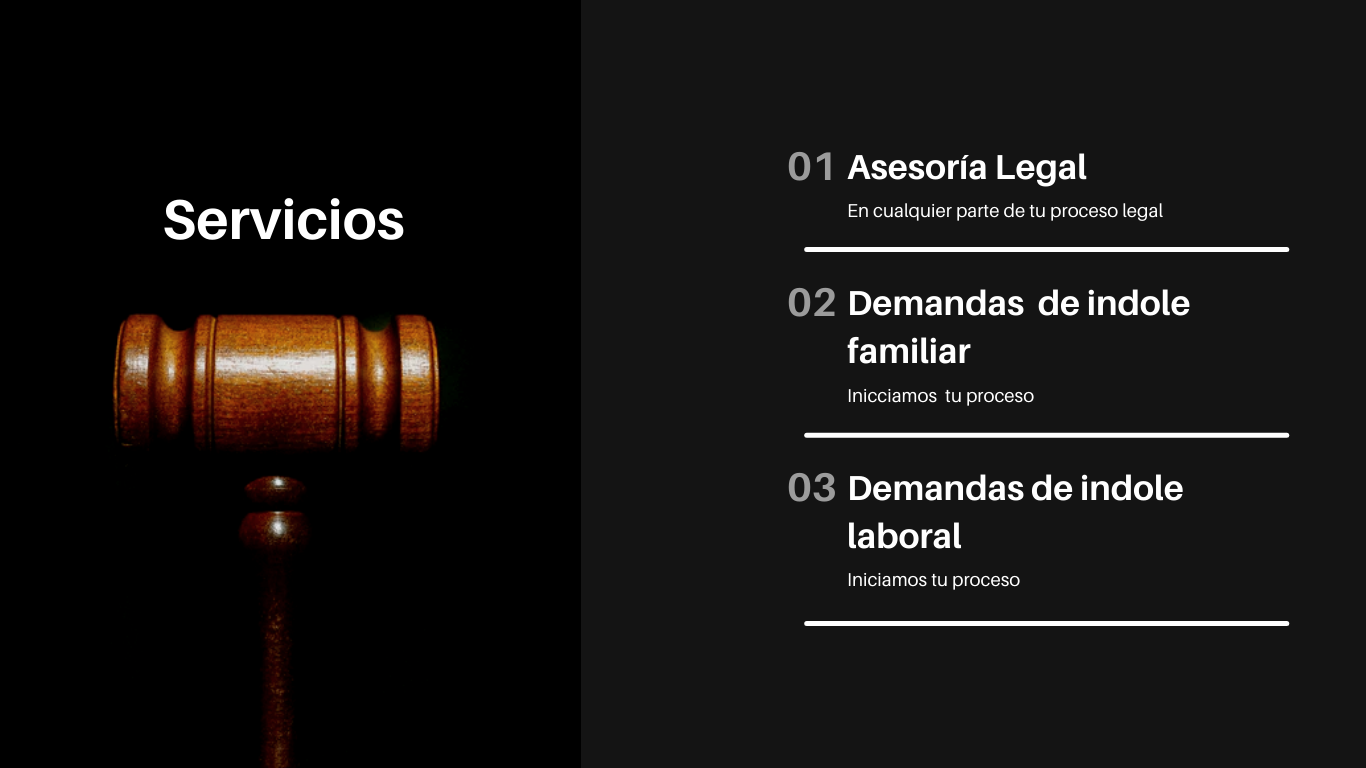 Servicios
01 Asesoría Legal
En cualquier parte de tu proceso legal
02 Demandas  de indole
familiar
Inicciamos  tu proceso
03 Demandas de indole
laboral
Iniciamos tu proceso